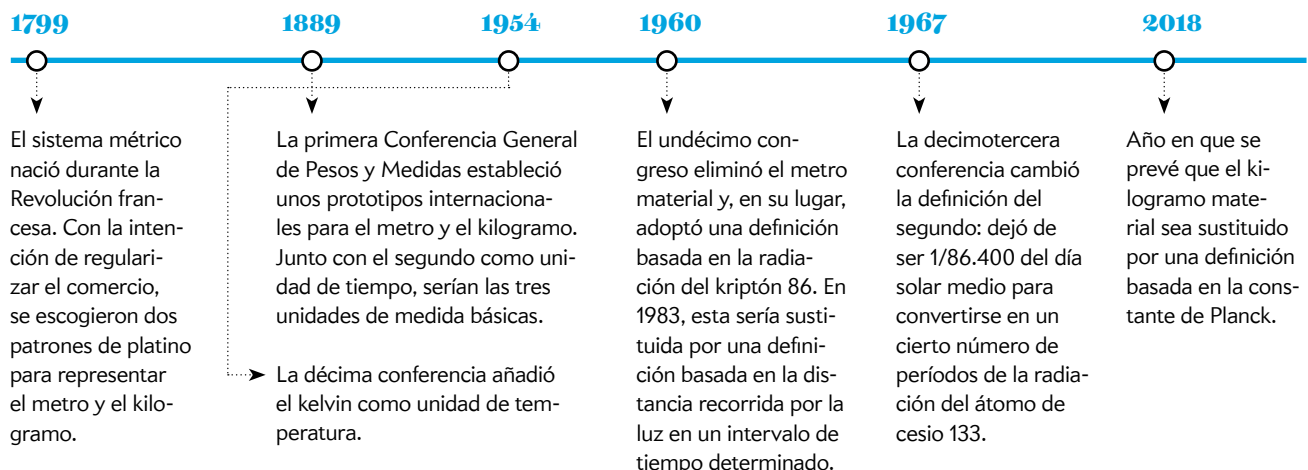 1799
El sistema métrico
nació durante la
Revolución fran-
cesa. Con la inten-
ción de regulari-
zar el comercio,
se escogieron dos
patrones de platino
para representar
el metro y el kilo-
gramo.
1889
La primera Conferencia General
de Pesos y Medidas estableció
unos prototipos internaciona-
les para el metro y el kilogramo.
Junto con el segundo como uni-
dad de tiempo, serían las tres
unidades de medida básicas.
1954
La décima conferencia añadió
el kelvin como unidad de tem-
peratura.
1960
El undécimo con-
greso eliminó el metro
material y, en su lugar,
adoptó una definición
basada en la radia-
ción del kriptón 86. En
1983, esta sería susti-
tuida por una defini-
ción basada en la dis-
tancia recorrida por la
luz en un intervalo de
tiempo determinado.
1967
La decimotercera
conferencia cambió
la definición del
segundo: dejó de
ser 1/86.400 del día
solar medio para
convertirse en un
cierto número de
períodos de la radia-
ción del átomo de
cesio 133.
2018
Año en que se
prevé que el ki-
logramo mate-
rial sea sustituido
por una definición
basada en la cons-
tante de Planck.